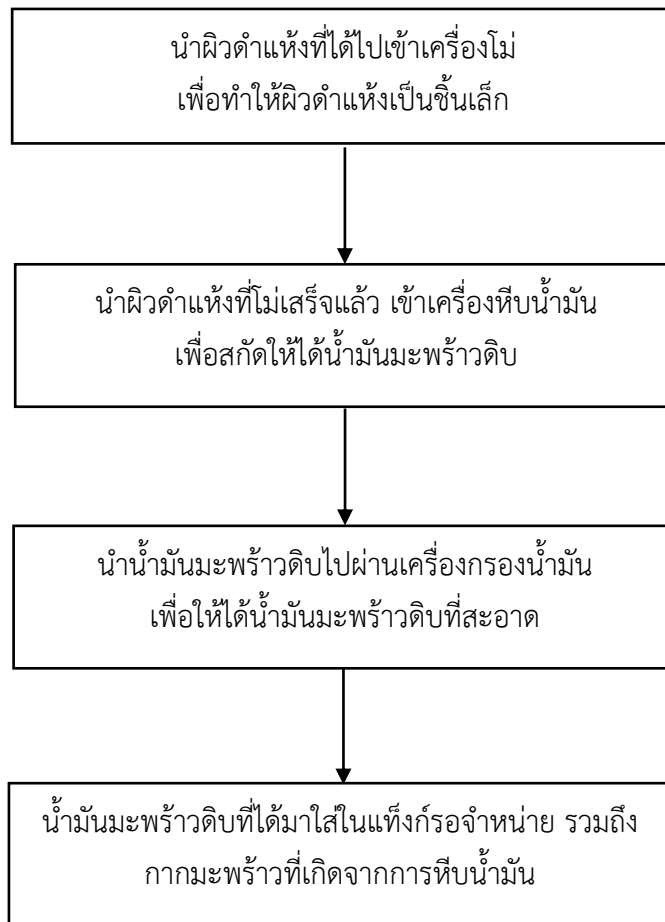 นำผิวดำแห้งที่ได้ไปเข้าเครื่องโม่
เพื่อทำให้ผิวดำแห้งเป็นชิ้นเล็ก
นำผิวดำแห้งที่โม่เสร็จแล้ว เข้าเครื่องหีบน้ำมัน
เพื่อสกัดให้ได้น้ำมันมะพร้าวดิบ
นำน้ำมันมะพร้าวดิบไปผ่านเครื่องกรองน้ำมัน
เพื่อให้ได้น้ำมันมะพร้าวดิบที่สะอาด
น้ำมันมะพร้าวดิบที่ได้มาใส่ในแท็งก์รอจำหน่าย รวมถึง
กากมะพร้าวที่เกิดจากการหีบน้ำมัน